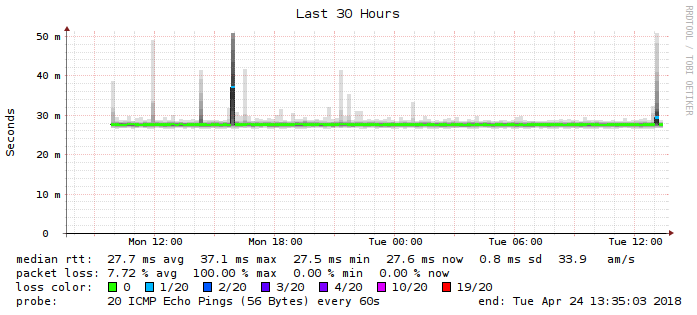 Last 30 Hours
RRDTOOL / TOBI OETIKER
Seconds
50 m
40 m
30 m
20 m
10 m
0
Mon 12:00 Mon 18:00 Tue 00:00 Tue 06:00 Tue 12:00
median rtt: 27.7 ms avg 37.1 ms max 27.5 ms min 27.6 ms now 0.8 ms sd 33.9 am/s
packet loss: 7.72 % avg 100.00 % max 0.00 % min 0.00 % now
loss color: 0 1/20 2/20 3/20 4/20 10/20 19/20
probe: 20 ICMP Echo Pings (56 Bytes) every 60s end: Tue Apr 24 13:35:03 2018